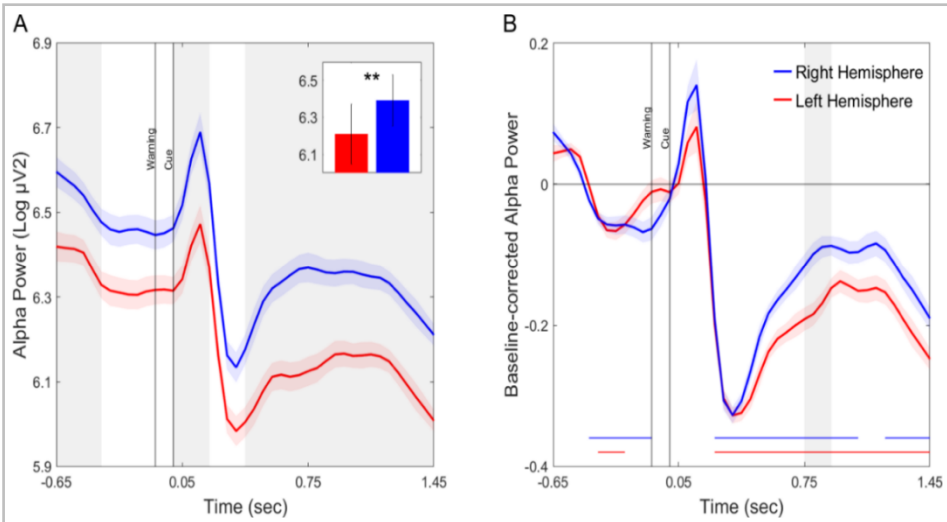 A
Alpha Power (Log µV2)
6.9
6.7
6.5
6.3
6.1
5.9
-0.65
0.05
0.75
1.45
Time (sec)
Warning
Cue
6.5
6.3
6.1
**
B
Baseline-corrected Alpha Power
0.2
0
-0.2
-0.4
-0.65
0.05
0.75
1.45
Time (sec)
Warning
Cue
Right Hemisphere
Left Hemisphere